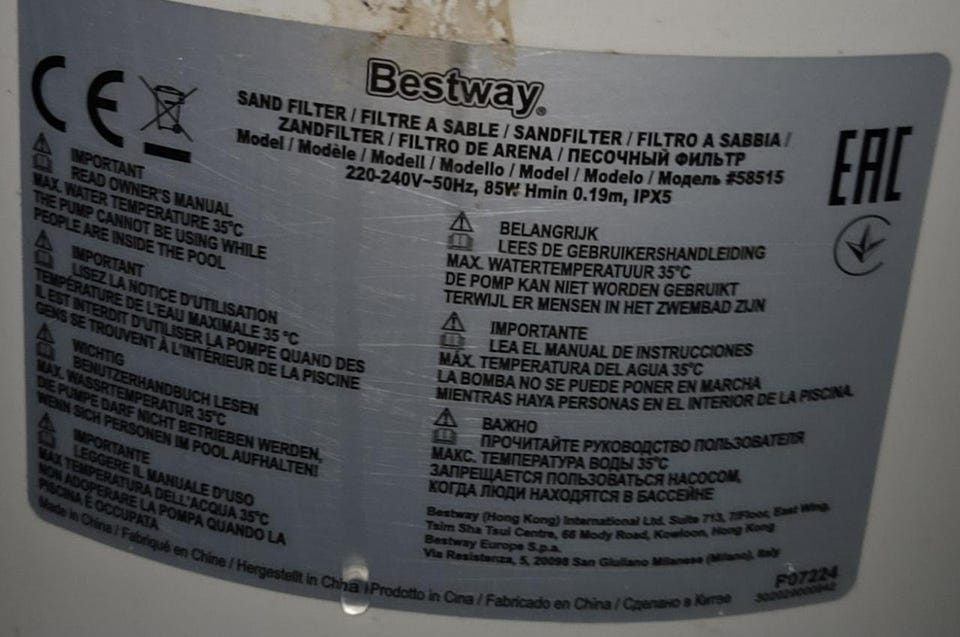 CE
Bestway®
SAND FILTER / FILTRE A SABLE / SANDFILTER / FILTRO A SABBIA /
ZANDFILTER / FILTRO DE ARENA / ПЕСОЧНЫЙ ФИЛЬТР
Model / Modèle / Modell / Modello / Model / Modelo / Модель #58515
220-240V~50Hz, 85W Hmin 0.19m, IPX5
EAC
IMPORTANT
READ OWNER'S MANUAL
MAX. WATER TEMPERATURE 35°C
THE PUMP CANNOT BE USING WHILE
PEOPLE ARE INSIDE THE POOL
IMPORTANT
LISEZ LA NOTICE D'UTILISATION
TEMPÉRATURE DE L'EAU MAXIMALE 35 °C
IL EST INTERDIT D'UTILISER LA POMPE QUAND DES
GENS SE TROUVENT À L'INTÉRIEUR DE LA PISCINE
WICHTIG
BENUTZERHANDBUCH LESEN
MAX. WASSRTEMPERATUR 35°C
DIE PUMPE DARF NICHT BETRIEBEN WERDEN,
WENN SICH PERSONEN IM POOL AUFHALTEN!
IMPORTANTE
LEGGERE IL MANUALE D'USO
MAX TEMPERATURA DELL'ACQUA 35°C
NON ADOPERARE LA POMPA QUANDO LA
PISCINA È OCCUPATA
BELANGRIJK
LEES DE GEBRUIKERSHANDLEIDING
MAX. WATERTEMPERATUUR 35°C
DE POMP KAN NIET WORDEN GEBRUIKT
TERWIJL ER MENSEN IN HET ZWEMBAD ZIJN
IMPORTANTE
LEA EL MANUAL DE INSTRUCCIONES
MÁX. TEMPERATURA DEL AGUA 35°C
LA BOMBA NO SE PUEDE PONER EN MARCHA
MIENTRAS HAYA PERSONAS EN EL INTERIOR DE LA PISCINA.
ВАЖНО
ПРОЧИТАЙТЕ РУКОВОДСТВО ПОЛЬЗОВАТЕЛЯ
МАКС. ТЕМПЕРАТУРА ВОДЫ 35°C
ЗАПРЕЩАЕТСЯ ПОЛЬЗОВАТЬСЯ НАСОСОМ,
КОГДА ЛЮДИ НАХОДЯТСЯ В БАССЕЙНЕ
Bestway (Hong Kong) International Ltd. Suite 713, 7/Floor, East Wing,
Tsim Sha Tsui Centre, 66 Mody Road, Kowloon, Hong Kong
Bestway Europe S.p.a.
Via Resistenza, 5, 20098 San Giuliano Milanese (Milano), Italy
Made in China / Fabriqué en Chine / Hergestellt in China / Prodotto in Cina / Fabricado en China / Сделано в Китае
P07224